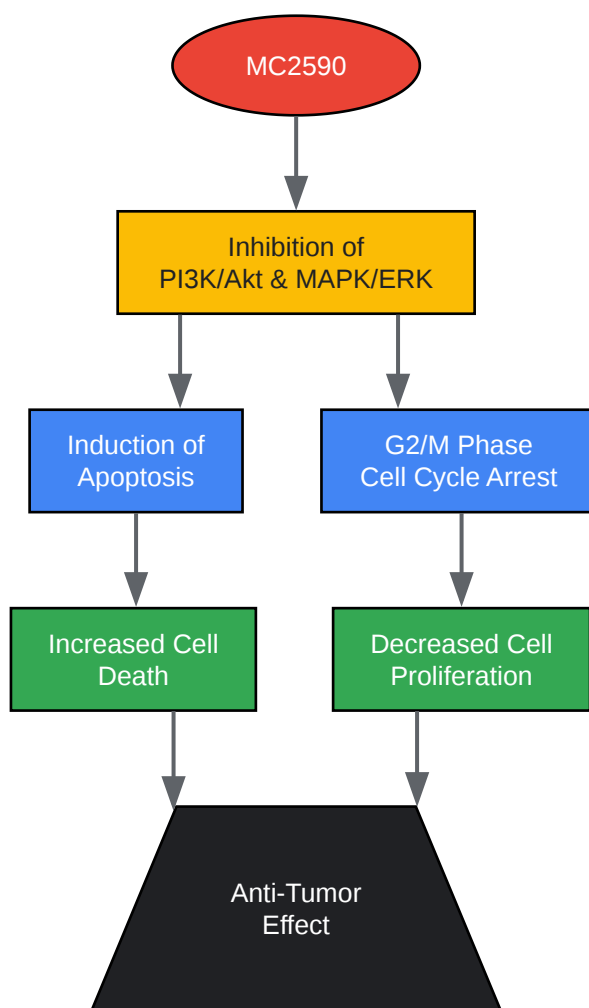 MC2590
Inhibition of
PI3K/Akt & MAPK/ERK
Induction of
Apoptosis
G2/M Phase
Cell Cycle Arrest
Increased Cell
Death
Decreased Cell
Proliferation
Anti-Tumor
Effect